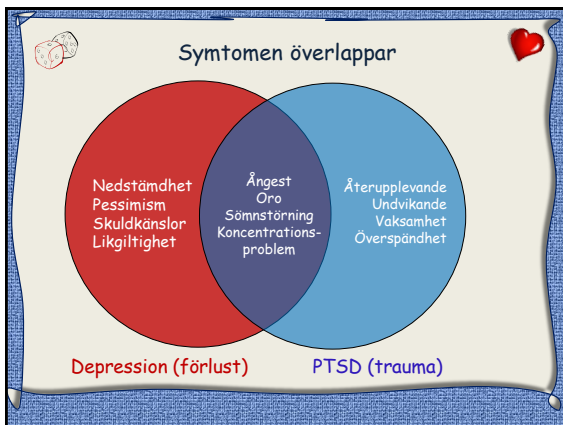 Symtomen överlappar
Nedstämdhet
Pessimism
Skuldkänslor
Likgiltighet
Ångest
Oro
Sömnstörning
Koncentrations-
problem
Återupplevande
Undvikande
Vaksamhet
Överspändhet
Depression (förlust)
PTSD (trauma)